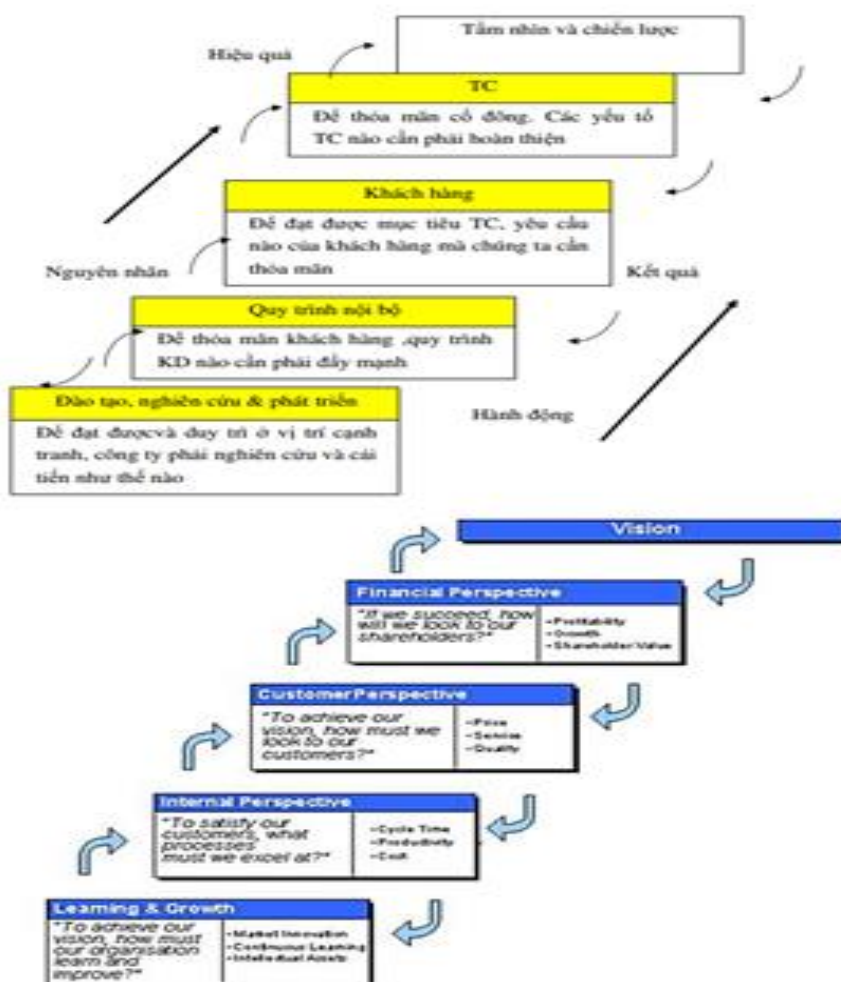 Tầm nhìn và chiến lược
Hiệu quả
TC
Để thỏa mãn cổ đông. Các yếu tố
TC nào cần phải hoàn thiện
Khách hàng
Để đạt được mục tiêu TC, yêu cầu
nào của khách hàng mà chúng ta cần
thỏa mãn
Nguyên nhân
Kết quả
Quy trình nội bộ
Để thỏa mãn khách hàng ,quy trình
KD nào cần phải đẩy mạnh
Đào tạo, nghiên cứu & phát triển
Hành động
Để đạt đượcvà duy trì ở vị trí cạnh
tranh, công ty phải nghiên cứu và cải
tiến như thế nào
Vision
Financial Perspective
"If we succeed, how
will we look to our
shareholders?"
-Profitability
-Growth
-Shareholder Value
CustomerPerspective
"To achieve our
vision, how must we
look to our
customers?"
-Price
-Service
-Quality
Internal Perspective
"To satisfy our
customers, what
processes
must we excel at?"
-Cycle Time
-Productivity
-Cost
Learning & Growth
"To achieve our
vision, how must
our organisation
learn and
improve?"
-Market Innovation
-Continuous Learning
-Intellectual Assets